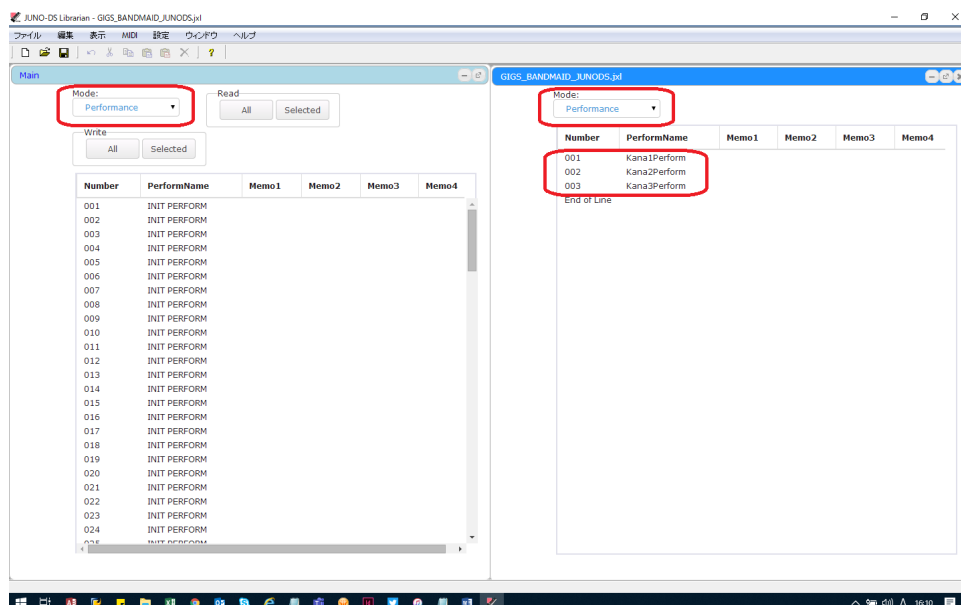 JUNO-DS Librarian - GIGS_BANDMAID_JUNODS.jxl
ファイル 編集 表示 MIDI 設定 ウィンドウ ヘルプ
Main
Mode:
Performance
Read
All Selected
Write
All Selected
Number PerformName Memo1 Memo2 Memo3 Memo4
001 INIT PERFORM
002 INIT PERFORM
003 INIT PERFORM
004 INIT PERFORM
005 INIT PERFORM
006 INIT PERFORM
007 INIT PERFORM
008 INIT PERFORM
009 INIT PERFORM
010 INIT PERFORM
011 INIT PERFORM
012 INIT PERFORM
013 INIT PERFORM
014 INIT PERFORM
015 INIT PERFORM
016 INIT PERFORM
017 INIT PERFORM
018 INIT PERFORM
019 INIT PERFORM
020 INIT PERFORM
021 INIT PERFORM
022 INIT PERFORM
023 INIT PERFORM
024 INIT PERFORM
025 INIT PERFORM
GIGS_BANDMAID_JUNODS.jxl
Mode:
Performance
Number PerformName Memo1 Memo2 Memo3 Memo4
001 Kana1Perform
002 Kana2Perform
003 Kana3Perform
End of Line
A 16:10